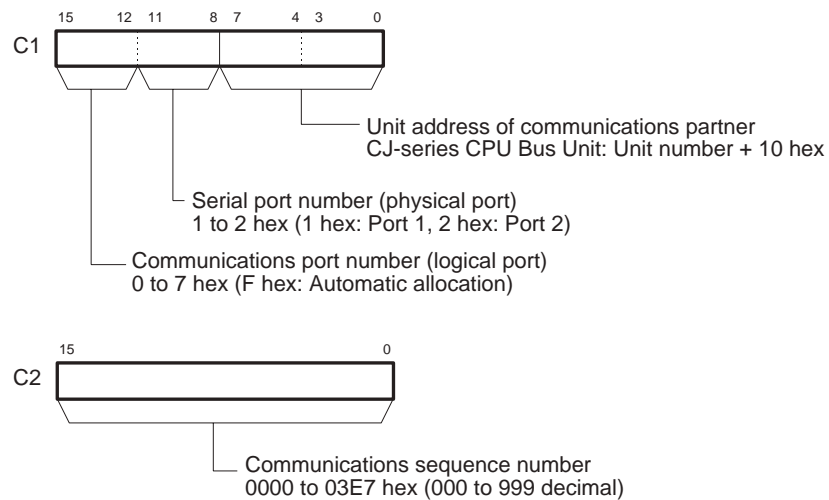 15 12 11 8 7 4 3 0
C1
Unit address of communications partner
CJ-series CPU Bus Unit: Unit number + 10 hex
Serial port number (physical port)
1 to 2 hex (1 hex: Port 1, 2 hex: Port 2)
Communications port number (logical port)
0 to 7 hex (F hex: Automatic allocation)
15 0
C2
Communications sequence number
0000 to 03E7 hex (000 to 999 decimal)